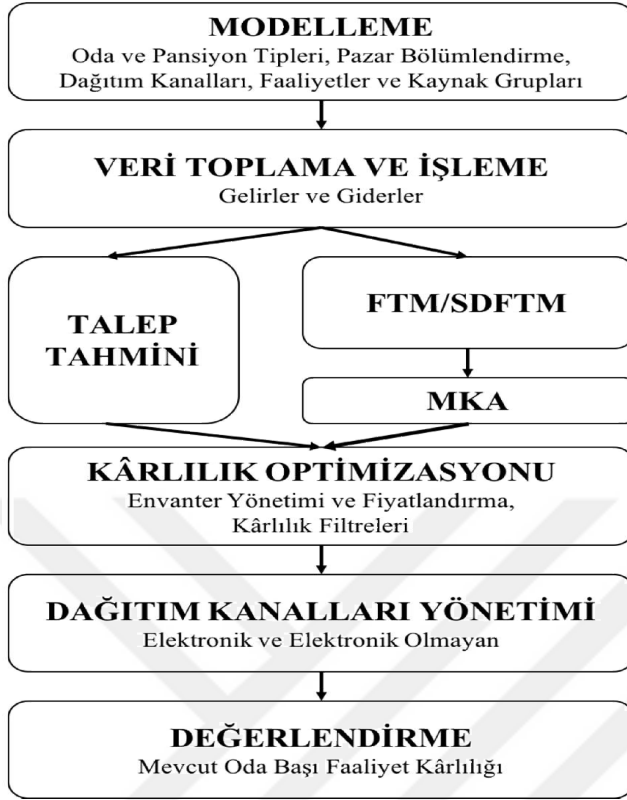 MODELLEME
Oda ve Pansiyon Tipleri, Pazar Bölümlendirme,
Dağıtım Kanalları, Faaliyetler ve Kaynak Grupları
VERİ TOPLAMA VE İŞLEME
Gelirler ve Giderler
TALEP
TAHMİNİ
FTM/SDFTM
MKA
KÂRLILIK OPTİMİZASYONU
Envanter Yönetimi ve Fiyatlandırma,
Kârlılık Filtreleri
DAĞITIM KANALLARI YÖNETİMİ
Elektronik ve Elektronik Olmayan
DEĞERLENDİRME
Mevcut Oda Başı Faaliyet Kârlılığı